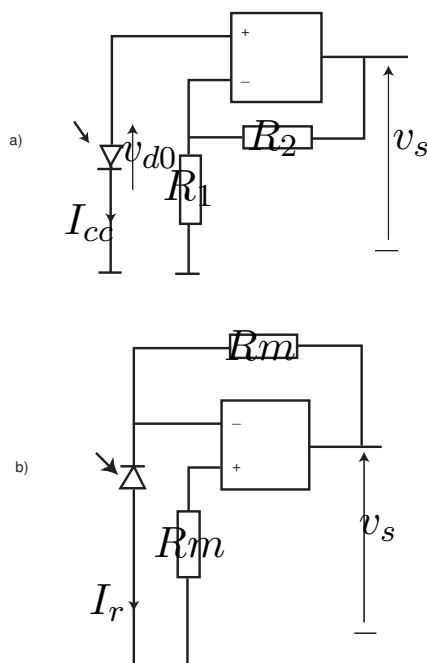 +
−
R_2
v_s
a)
v_{d0}
R_1
I_{cc}
Rm
−
+
b)
Rm
v_s
I_r